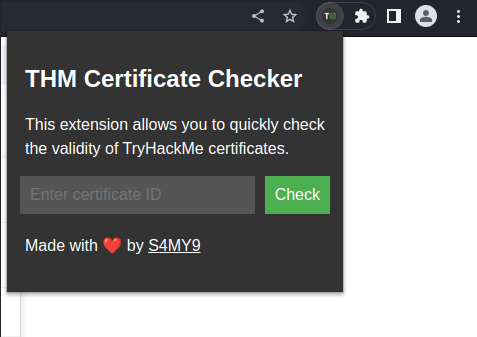 THM Certificate Checker
This extension allows you to quickly check
the validity of TryHackMe certificates.
Enter certificate ID
Check
Made with ❤️ by S4MY9